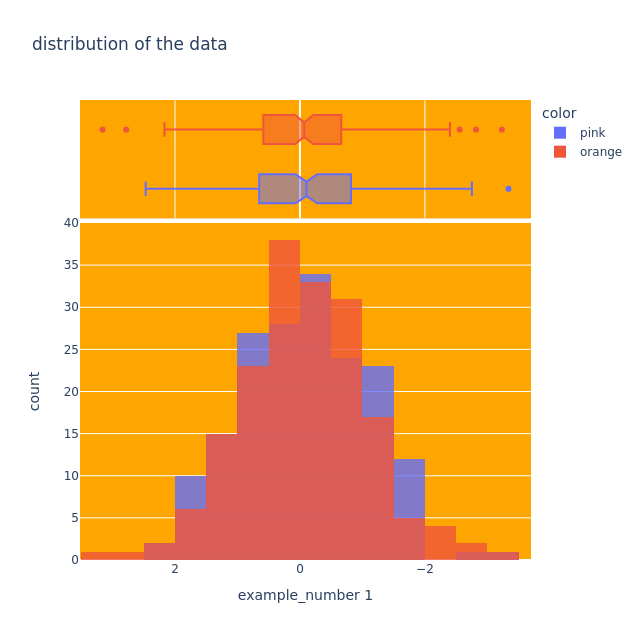 distribution of the data
color
pink
orange
40
35
30
25
20
15
10
5
0
count
2
0
−2
example_number 1